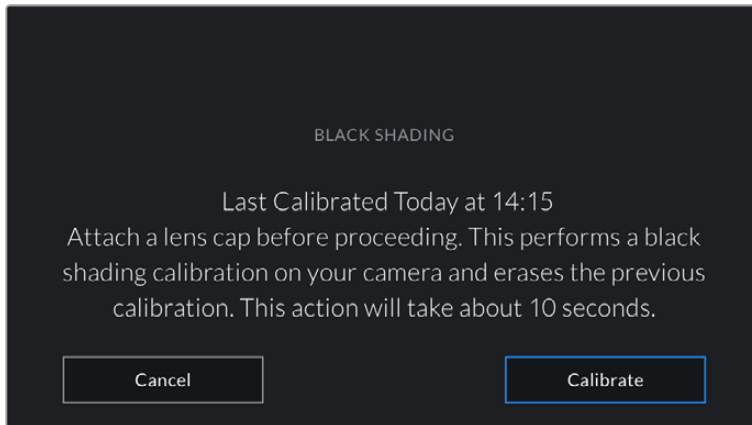 BLACK SHADING
Last Calibrated Today at 14:15
Attach a lens cap before proceeding. This performs a black
shading calibration on your camera and erases the previous
calibration. This action will take about 10 seconds.
Cancel
Calibrate